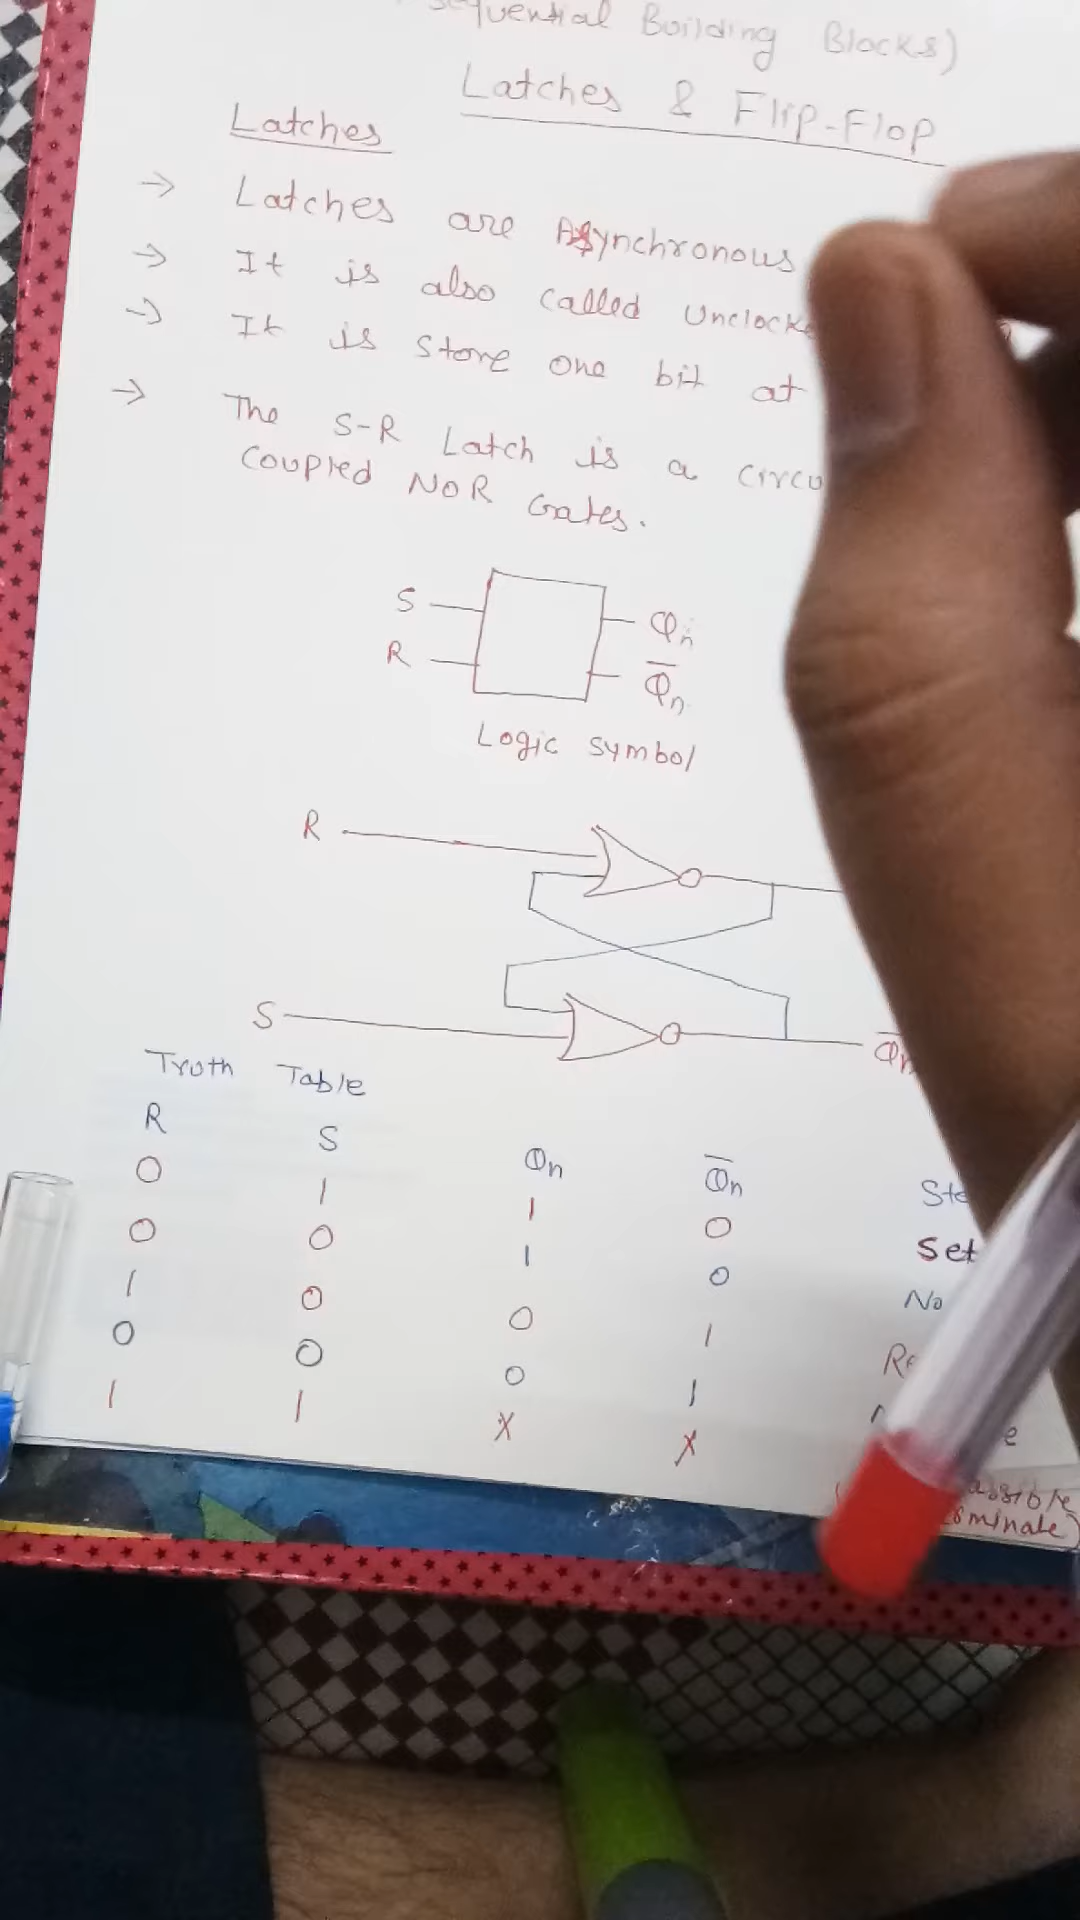 Sequential Building Blocks)
Latches & Flip-Flop
Latches
→ Latches are Asynchronous
→ It is also called
→ It is store one bit at
→ The S-R Latch is a
coupled NOR Gates.
S Qn
R Q̅n
Logic symbol
R
S
Q̅n
Truth Table
R S Qn Q̅n
0 1 1 0 Set
0 0 1 0 No
1 0 0 1
0 0 0 1
1 1 X X